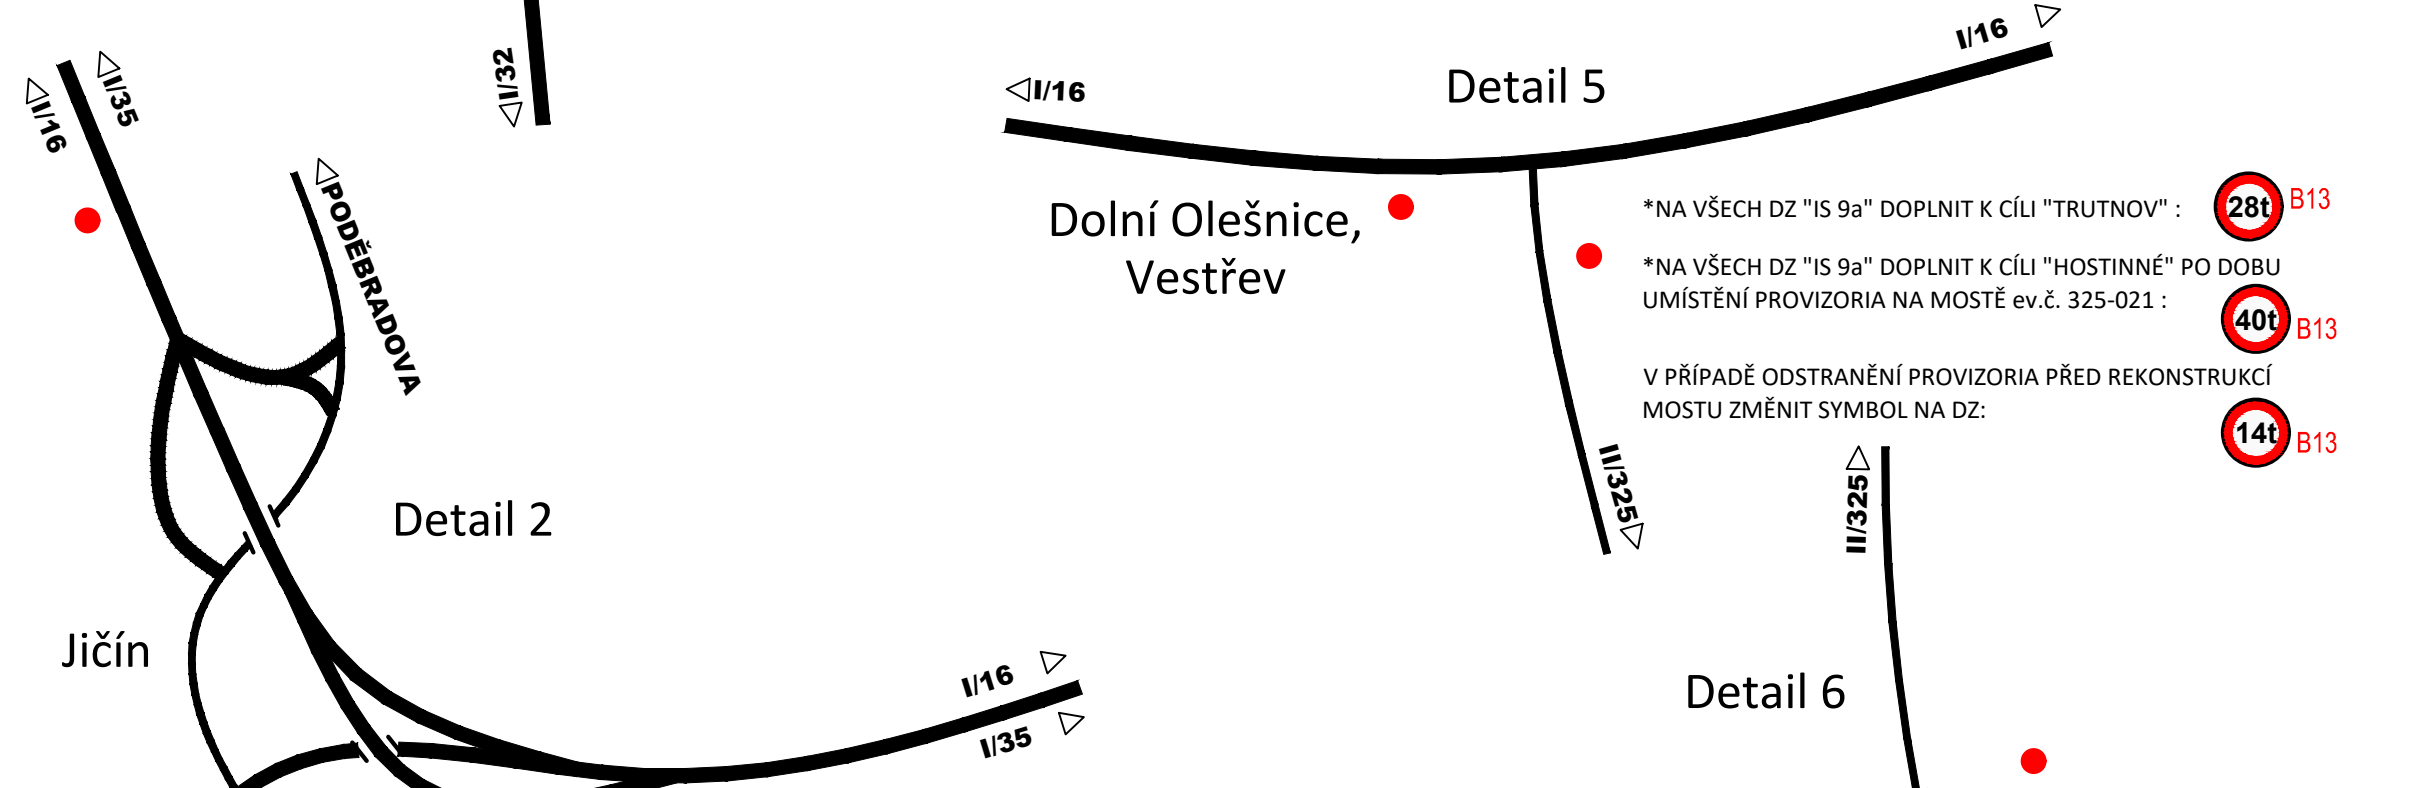 I/16
I/35
I/32
PODĚBRADOVA
Detail 2
Jičín
I/16
I/35
I/16
Detail 5
I/16
Dolní Olešnice,
Vestřev
*NA VŠECH DZ "IS 9a" DOPLNIT K CÍLI "TRUTNOV" :
28t
B13
*NA VŠECH DZ "IS 9a" DOPLNIT K CÍLI "HOSTINNÉ" PO DOBU
UMÍSTĚNÍ PROVIZORIA NA MOSTĚ ev.č. 325-021 :
40t
B13
V PŘÍPADĚ ODSTRANĚNÍ PROVIZORIA PŘED REKONSTRUKCÍ
MOSTU ZMĚNIT SYMBOL NA DZ:
14t
B13
II/325
II/325
Detail 6